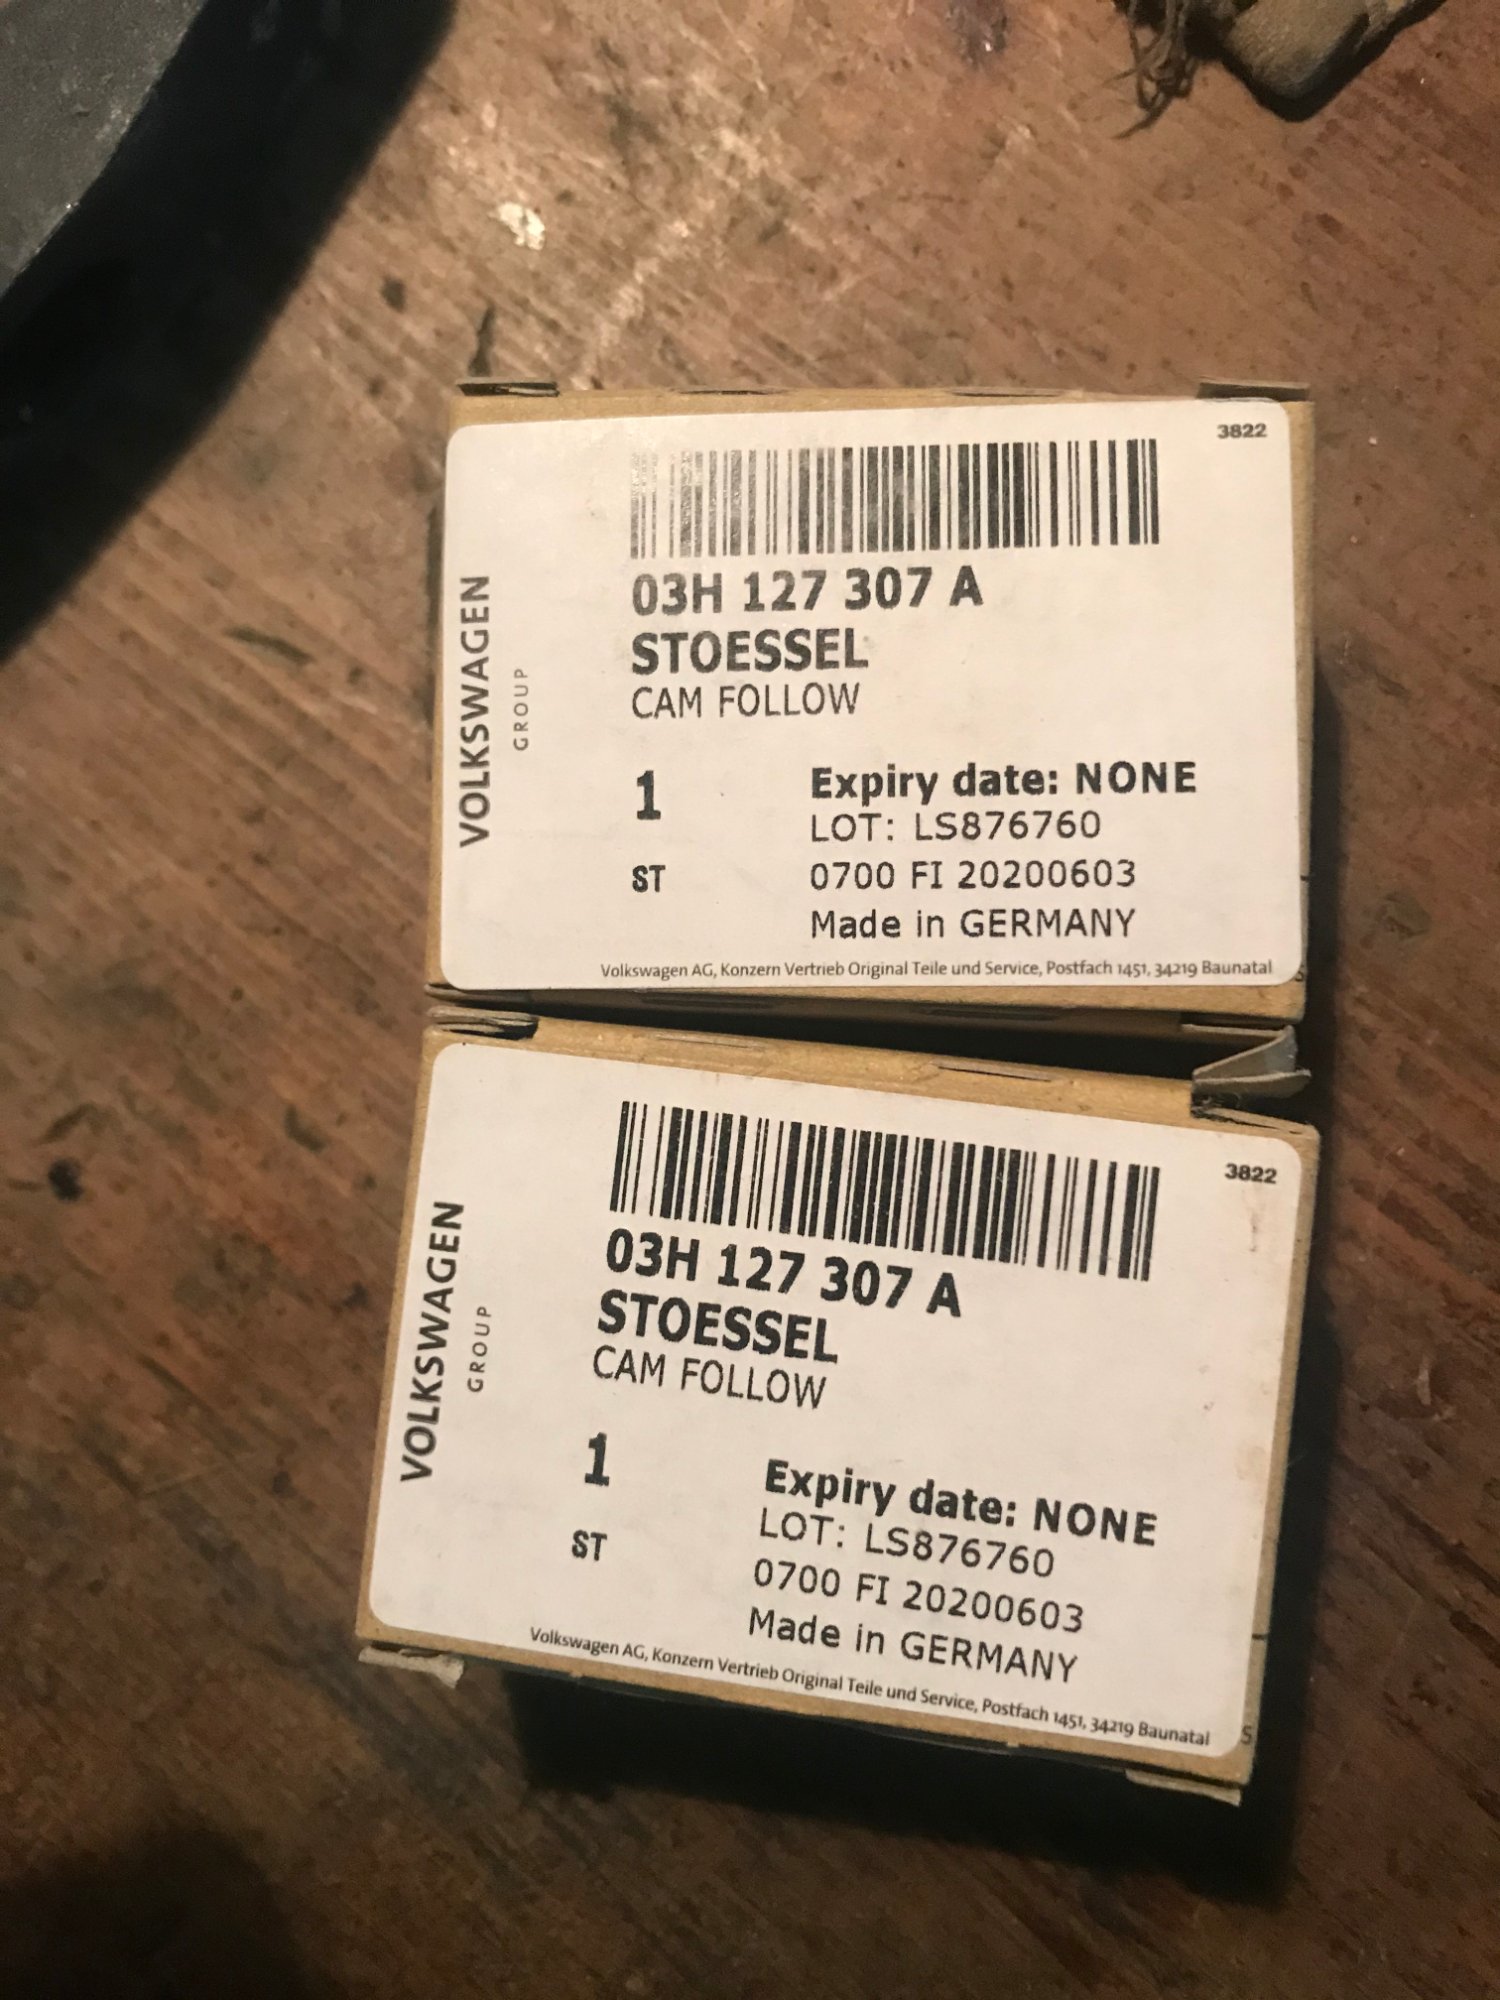 3822
03H 127 307 A
STOESSEL
CAM FOLLOW
VOLKSWAGEN
GROUP
1
ST
Expiry date: NONE
LOT: LS876760
0700 FI 20200603
Made in GERMANY
Volkswagen AG, Konzern Vertrieb Original Teile und Service, Postfach 1451, 34219 Baunatal
3822
03H 127 307 A
STOESSEL
CAM FOLLOW
VOLKSWAGEN
GROUP
1
ST
Expiry date: NONE
LOT: LS876760
0700 FI 20200603
Made in GERMANY
Volkswagen AG, Konzern Vertrieb Original Teile und Service, Postfach 1451, 34219 Baunatal